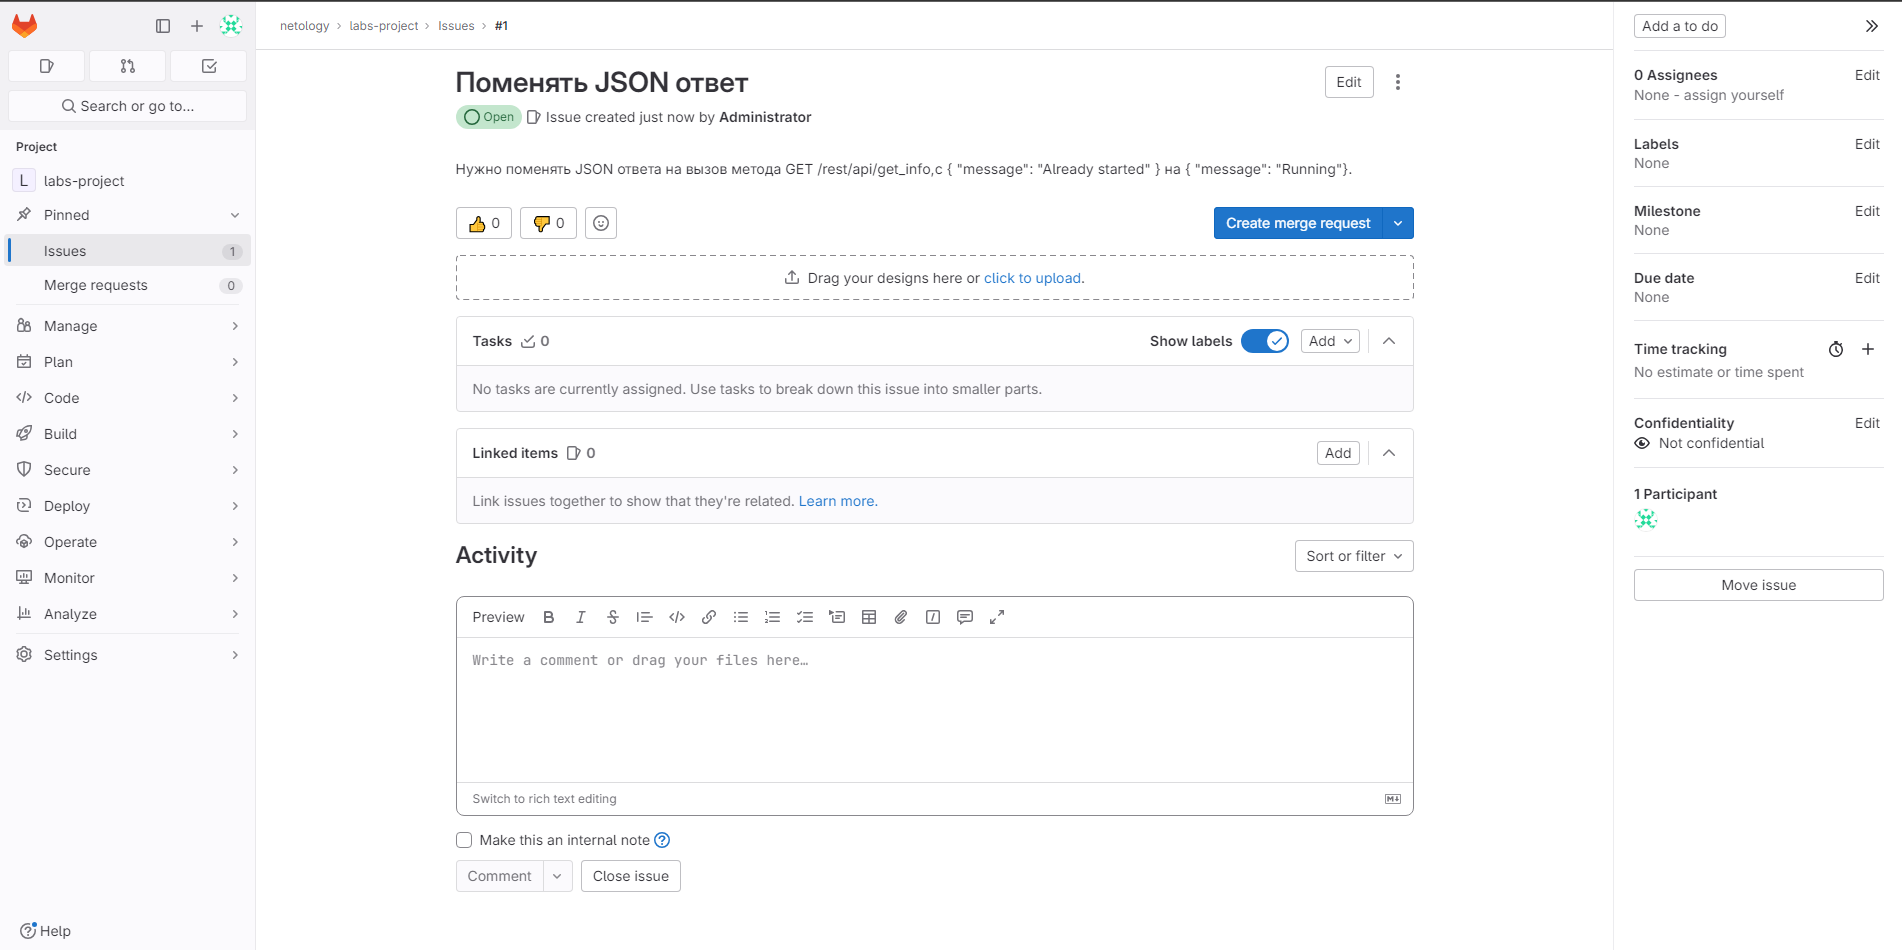 Search or go to...
Project
L labs-project
Pinned
Issues 1
Merge requests 0
Manage
Plan
Code
Build
Secure
Deploy
Operate
Monitor
Analyze
Settings
Help
netology › labs-project › Issues › #1
Поменять JSON ответ
Edit
Open Issue created just now by Administrator
Нужно поменять JSON ответа на вызов метода GET /rest/api/get_info,с { "message": "Already started" } на { "message": "Running"}.
0 0
Create merge request
Drag your designs here or click to upload.
Tasks 0 Show labels Add
No tasks are currently assigned. Use tasks to break down this issue into smaller parts.
Linked items 0 Add
Link issues together to show that they're related. Learn more.
Activity Sort or filter
Preview B I S
Write a comment or drag your files here…
Switch to rich text editing M
Make this an internal note ?
Comment Close issue
Add a to do
0 Assignees Edit
None - assign yourself
Labels Edit
None
Milestone Edit
None
Due date Edit
None
Time tracking
No estimate or time spent
Confidentiality Edit
Not confidential
1 Participant
Move issue